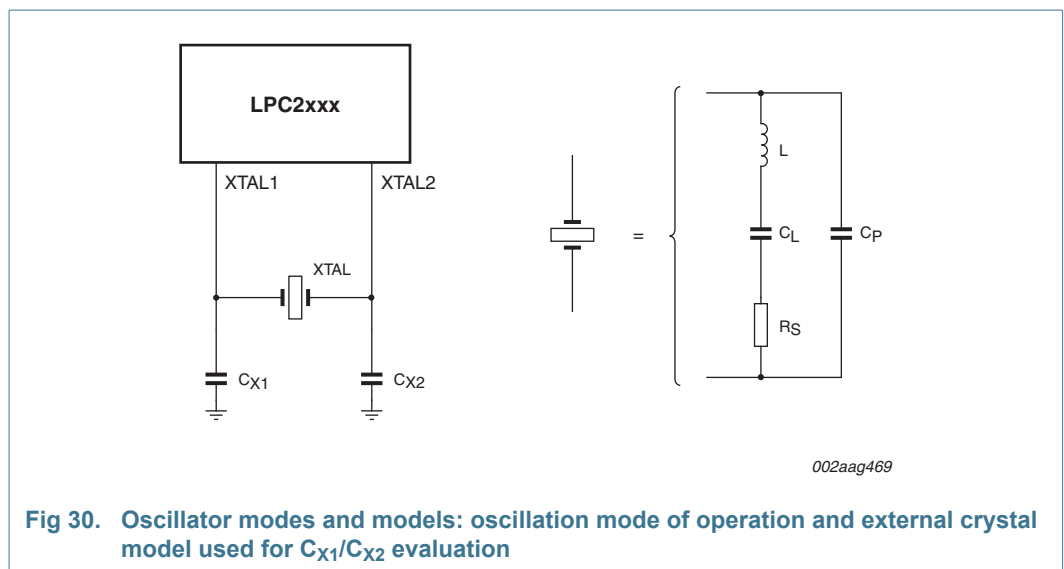 LPC2xxx
XTAL1
XTAL2
XTAL
CX1
CX2
=
L
CL
CP
RS
002aag469
Fig 30. Oscillator modes and models: oscillation mode of operation and external crystal
model used for CX1/CX2 evaluation